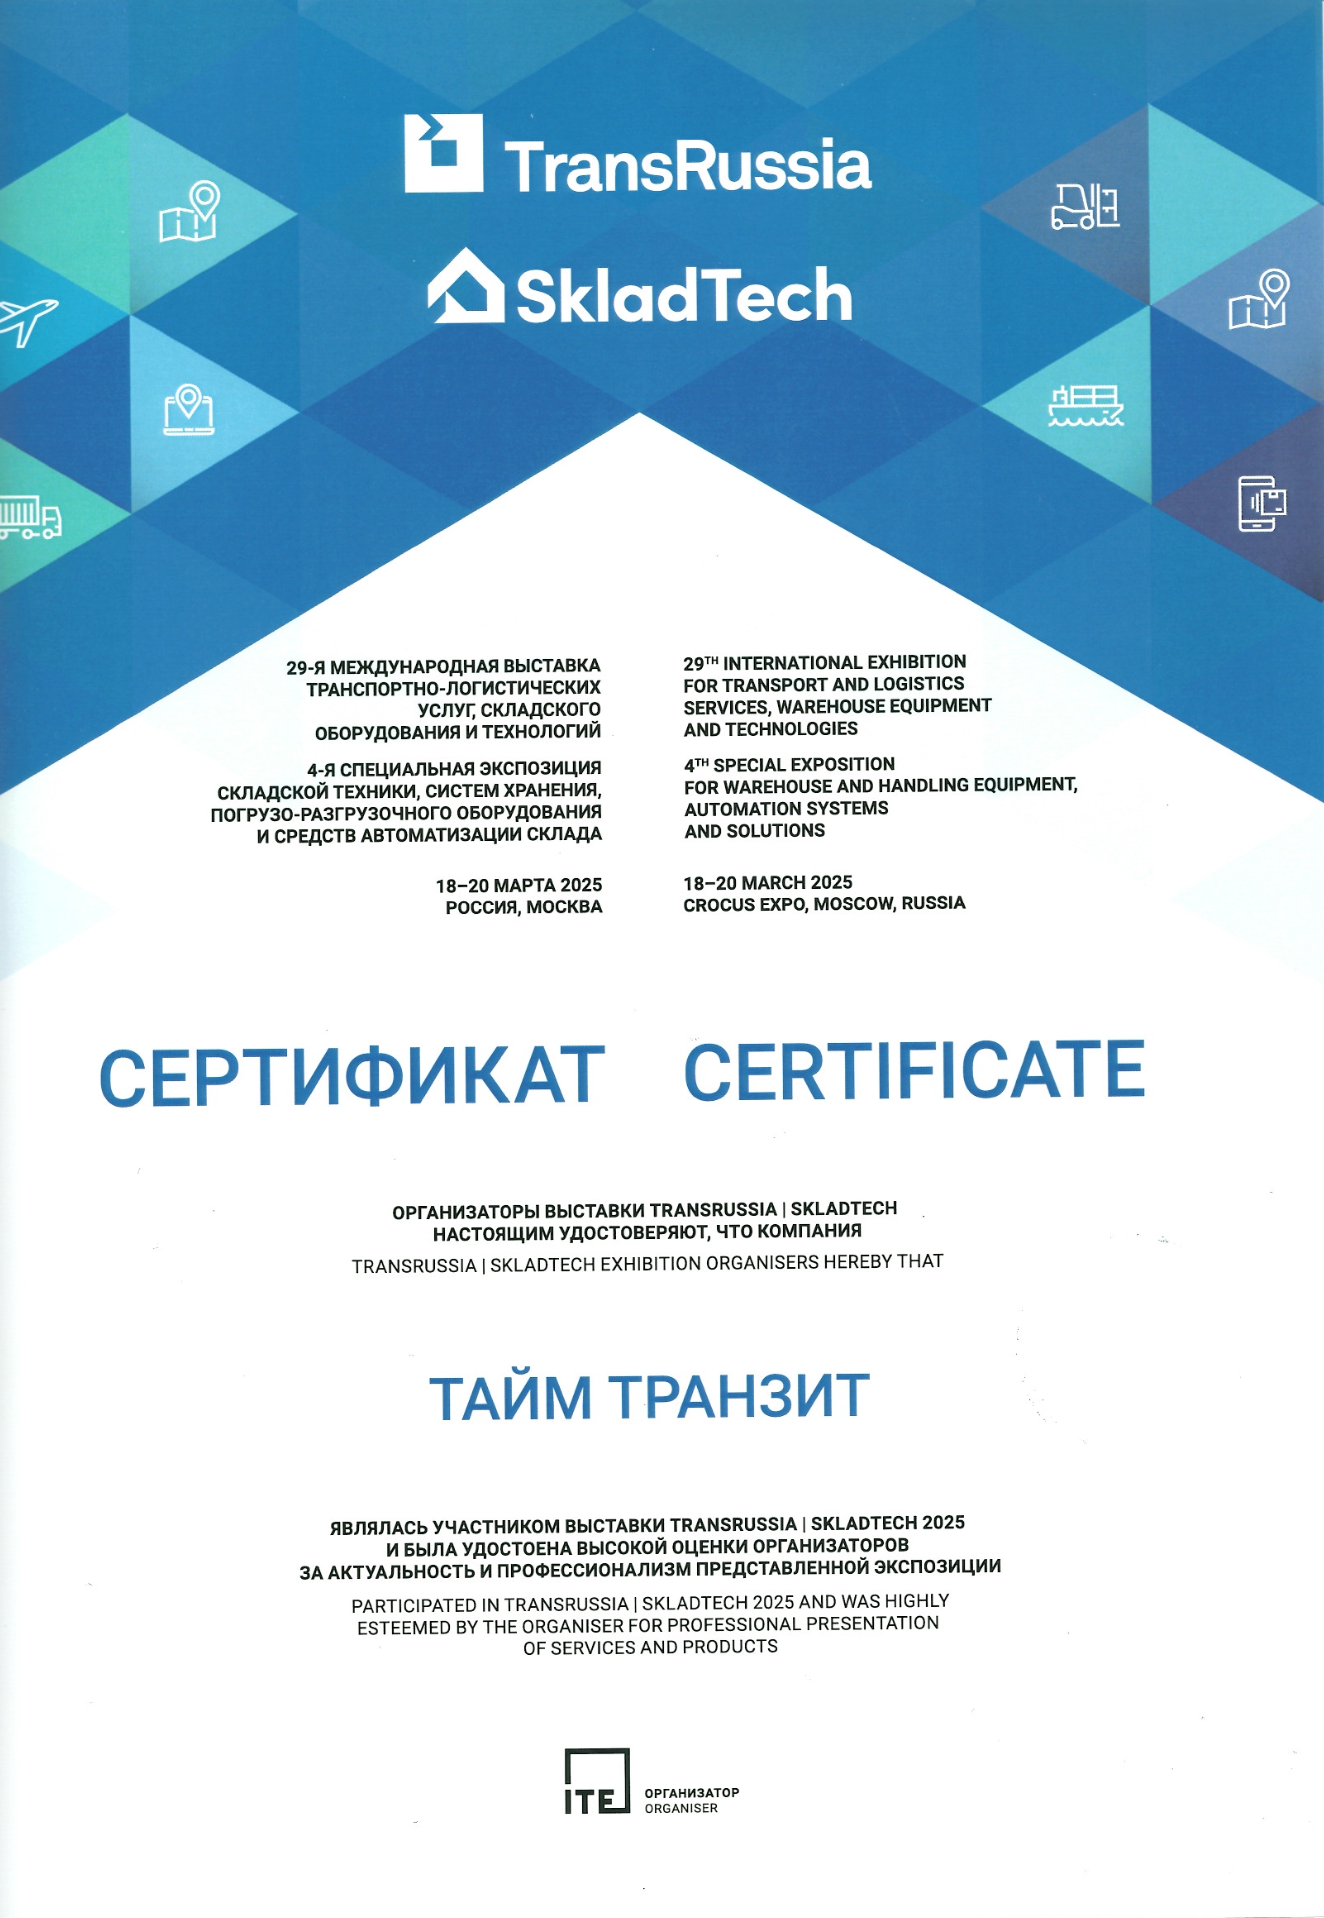 TransRussia
SkladTech
29-Я МЕЖДУНАРОДНАЯ ВЫСТАВКА
ТРАНСПОРТНО-ЛОГИСТИЧЕСКИХ
УСЛУГ, СКЛАДСКОГО
ОБОРУДОВАНИЯ И ТЕХНОЛОГИЙ
4-Я СПЕЦИАЛЬНАЯ ЭКСПОЗИЦИЯ
СКЛАДСКОЙ ТЕХНИКИ, СИСТЕМ ХРАНЕНИЯ,
ПОГРУЗО-РАЗГРУЗОЧНОГО ОБОРУДОВАНИЯ
И СРЕДСТВ АВТОМАТИЗАЦИИ СКЛАДА
18–20 МАРТА 2025
РОССИЯ, МОСКВА
29TH INTERNATIONAL EXHIBITION
FOR TRANSPORT AND LOGISTICS
SERVICES, WAREHOUSE EQUIPMENT
AND TECHNOLOGIES
4TH SPECIAL EXPOSITION
FOR WAREHOUSE AND HANDLING EQUIPMENT,
AUTOMATION SYSTEMS
AND SOLUTIONS
18–20 MARCH 2025
CROCUS EXPO, MOSCOW, RUSSIA
СЕРТИФИКАТ
CERTIFICATE
ОРГАНИЗАТОРЫ ВЫСТАВКИ TRANSRUSSIA | SKLADTECH
НАСТОЯЩИМ УДОСТОВЕРЯЮТ, ЧТО КОМПАНИЯ
TRANSRUSSIA | SKLADTECH EXHIBITION ORGANISERS HEREBY THAT
ТАЙМ ТРАНЗИТ
ЯВЛЯЛАСЬ УЧАСТНИКОМ ВЫСТАВКИ TRANSRUSSIA | SKLADTECH 2025
И БЫЛА УДОСТОЕНА ВЫСОКОЙ ОЦЕНКИ ОРГАНИЗАТОРОВ
ЗА АКТУАЛЬНОСТЬ И ПРОФЕССИОНАЛИЗМ ПРЕДСТАВЛЕННОЙ ЭКСПОЗИЦИИ
PARTICIPATED IN TRANSRUSSIA | SKLADTECH 2025 AND WAS HIGHLY
ESTEEMED BY THE ORGANISER FOR PROFESSIONAL PRESENTATION
OF SERVICES AND PRODUCTS
ITE
ОРГАНИЗАТОР
ORGANISER